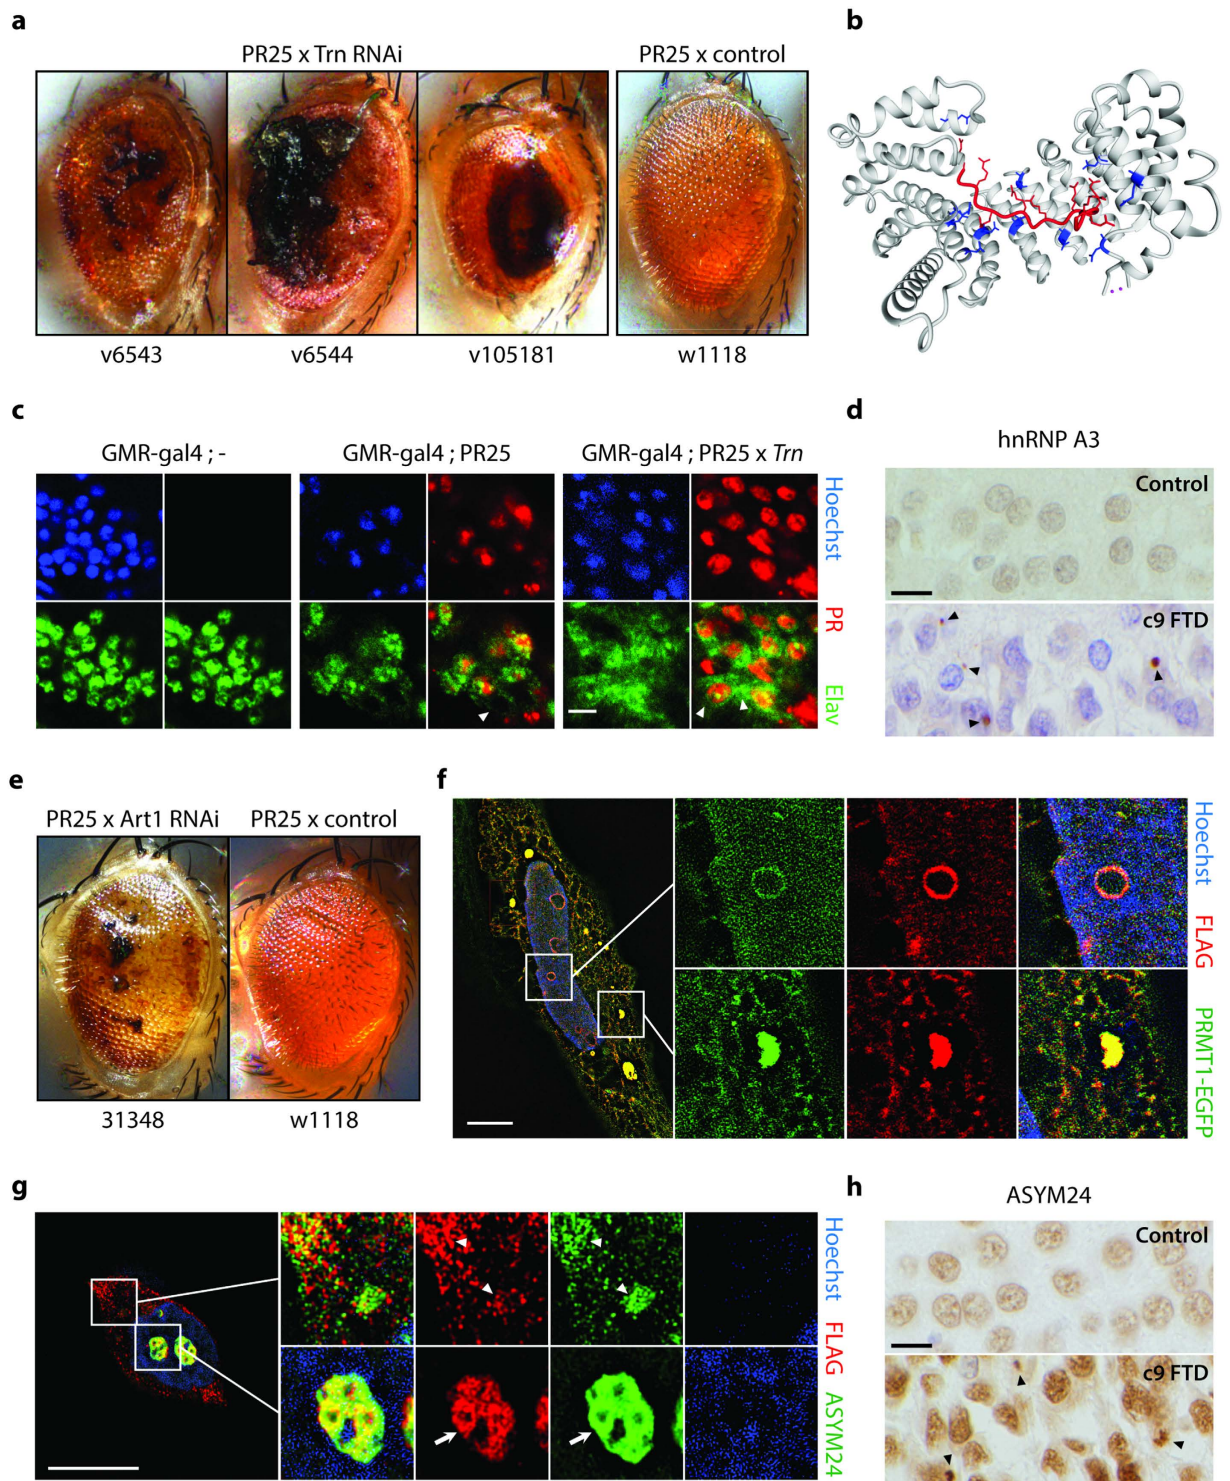 a
PR25 x Trn RNAi
PR25 x control
v6543
v6544
v105181
w1118
b
c
GMR-gal4 ; -
GMR-gal4 ; PR25
GMR-gal4 ; PR25 x Trn
Hoechst
PR
Elav
d
hnRNP A3
Control
c9 FTD
e
PR25 x Art1 RNAi
PR25 x control
31348
w1118
f
Hoechst
FLAG
PRMT1-EGFP
g
Hoechst
FLAG
ASYM24
h
ASYM24
Control
c9 FTD